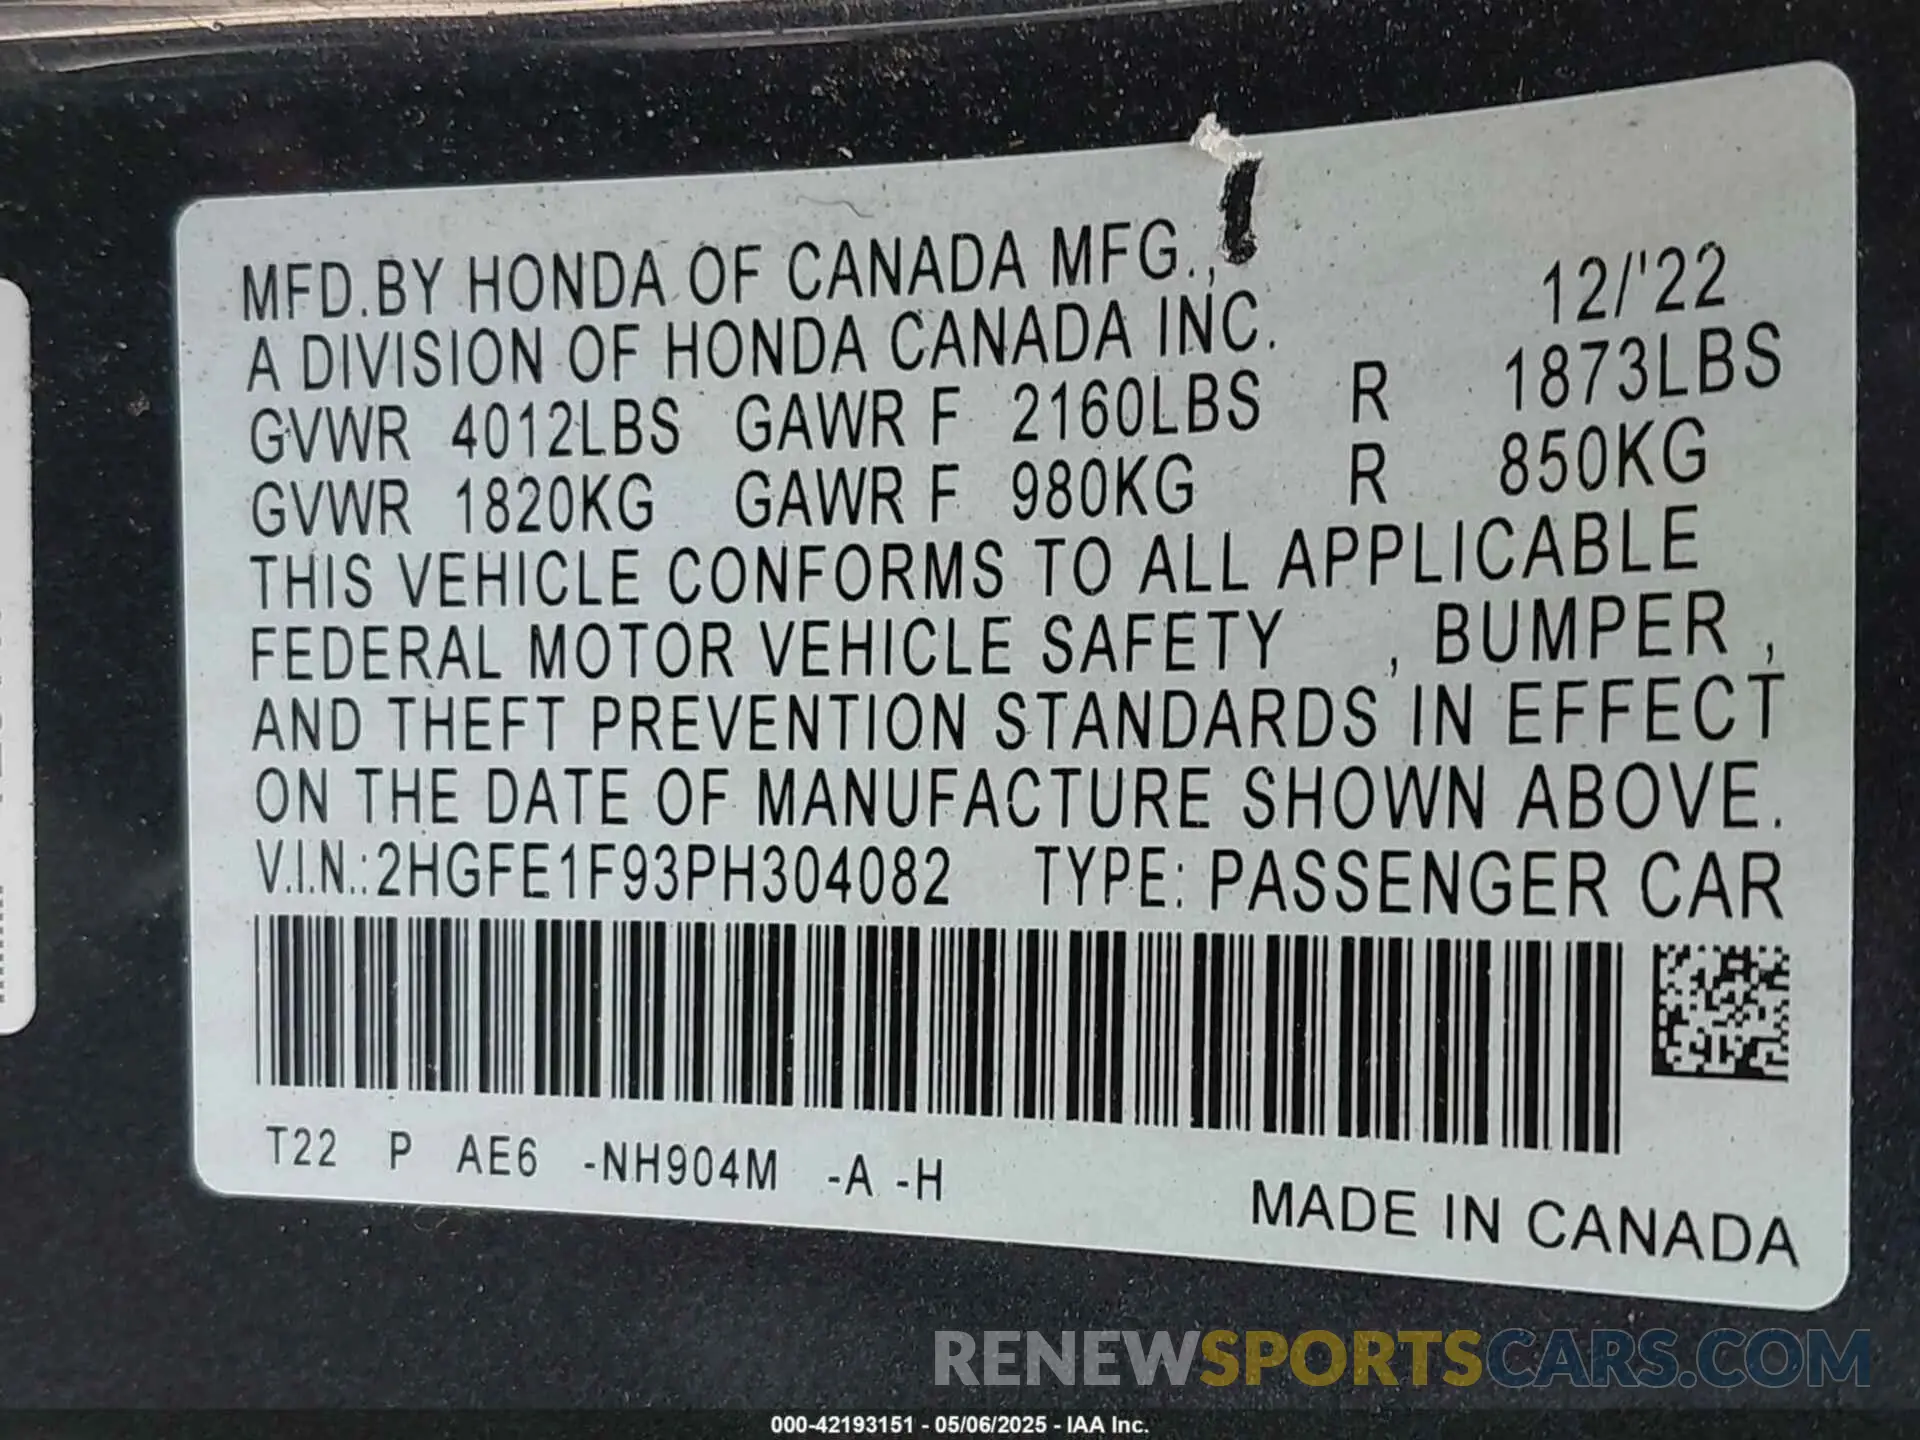 MFD.BY HONDA OF CANADA MFG.,
12/'22
A DIVISION OF HONDA CANADA INC.
GVWR 4012LBS GAWR F 2160LBS R 1873LBS
GVWR 1820KG GAWR F 980KG R 850KG
THIS VEHICLE CONFORMS TO ALL APPLICABLE
FEDERAL MOTOR VEHICLE SAFETY , BUMPER ,
AND THEFT PREVENTION STANDARDS IN EFFECT
ON THE DATE OF MANUFACTURE SHOWN ABOVE.
V.I.N.:2HGFE1F93PH304082 TYPE: PASSENGER CAR
T22 P AE6 -NH904M -A -H
MADE IN CANADA
RENEWSPORTSCARS.COM
000-42193151 - 05/06/2025 - IAA Inc.